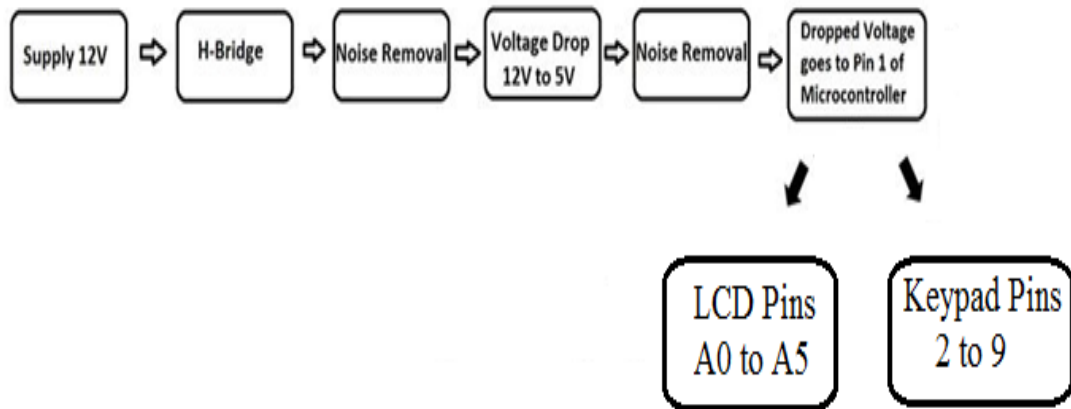 Supply 12V
H-Bridge
Noise Removal
Voltage Drop
12V to 5V
Noise Removal
Dropped Voltage
goes to Pin 1 of
Microcontroller
LCD Pins
A0 to A5
Keypad Pins
2 to 9